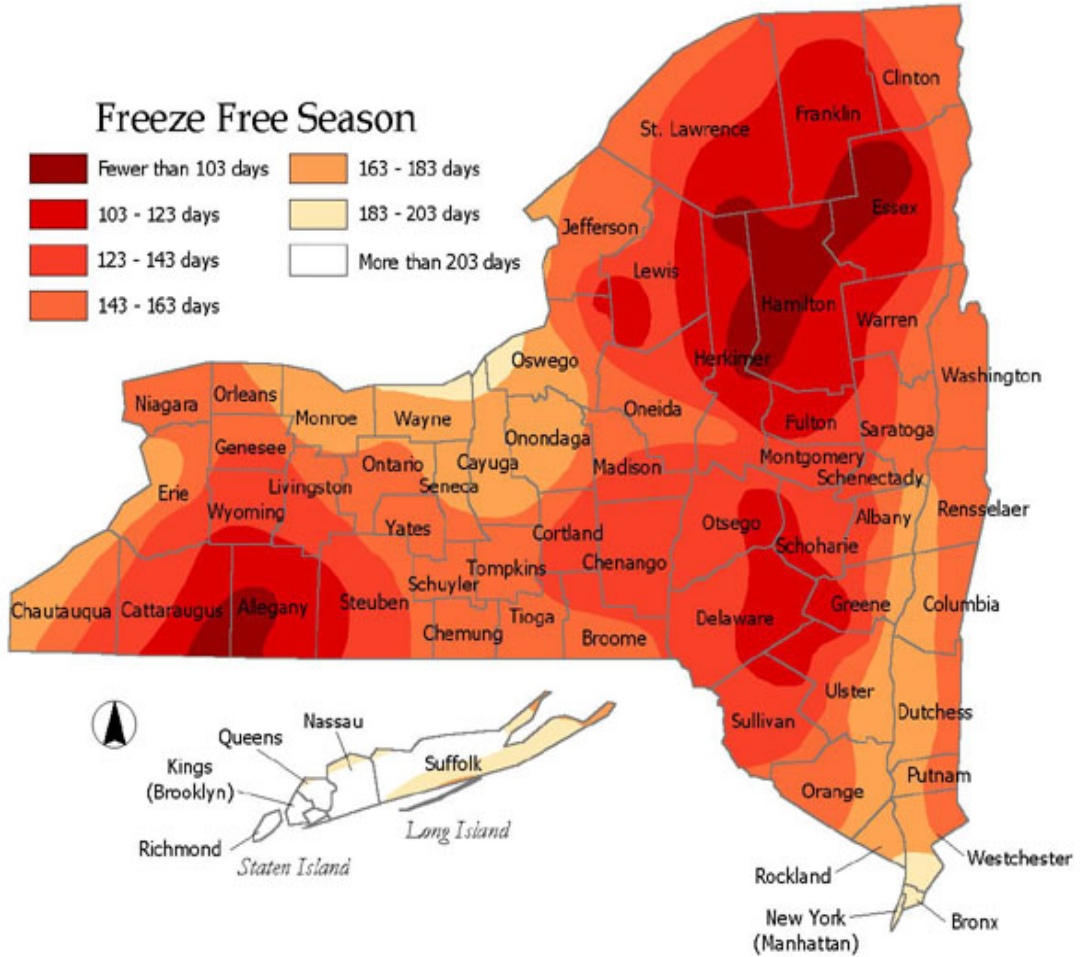 Freeze Free Season
Fewer than 103 days
103 - 123 days
123 - 143 days
143 - 163 days
163 - 183 days
183 - 203 days
More than 203 days
Clinton
Franklin
St. Lawrence
Essex
Jefferson
Lewis
Hamilton
Warren
Herkimer
Oswego
Washington
Oneida
Orleans
Niagara
Monroe
Wayne
Fulton
Saratoga
Onondaga
Genesee
Montgomery
Ontario
Cayuga
Madison
Schenectady
Seneca
Livingston
Erie
Wyoming
Rensselaer
Albany
Yates
Otsego
Cortland
Schoharie
Chenango
Tompkins
Schuyler
Chautauqua
Cattaraugus
Allegany
Steuben
Greene
Columbia
Tioga
Delaware
Chemung
Broome
Ulster
Dutchess
Sullivan
Nassau
Queens
Suffolk
Kings
(Brooklyn)
Putnam
Orange
Long Island
Richmond
Staten Island
Westchester
Rockland
New York
(Manhattan)
Bronx